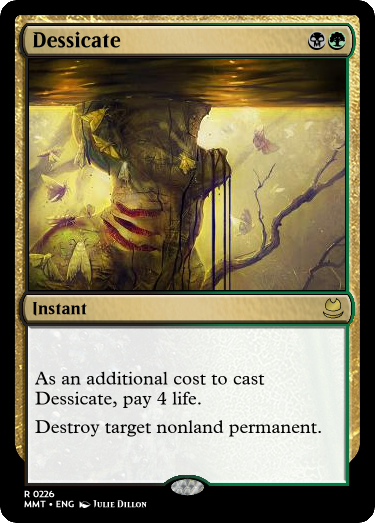 Dessicate
Instant
As an additional cost to cast
Dessicate, pay 4 life.
Destroy target nonland permanent.
R 0226
MMT • ENG JULIE DILLON